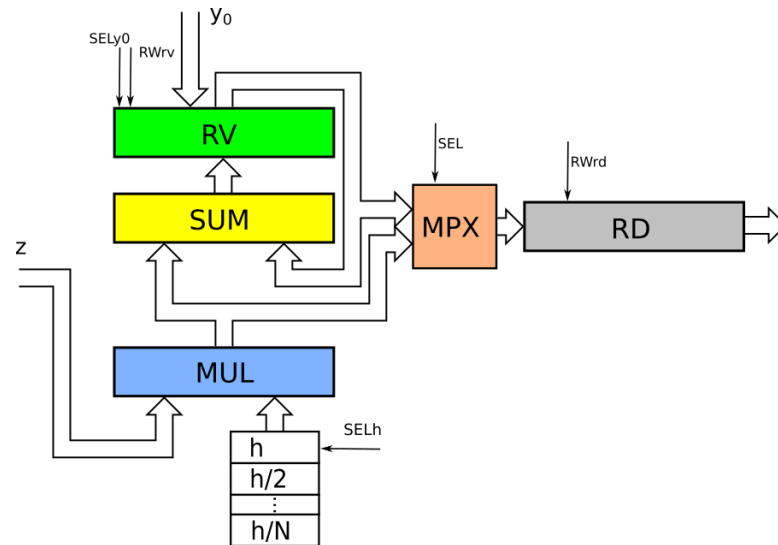 y₀
SELy0
RWrv
RV
SEL
RWrd
SUM
MPX
RD
z
MUL
SELh
h
h/2
⋮
h/N